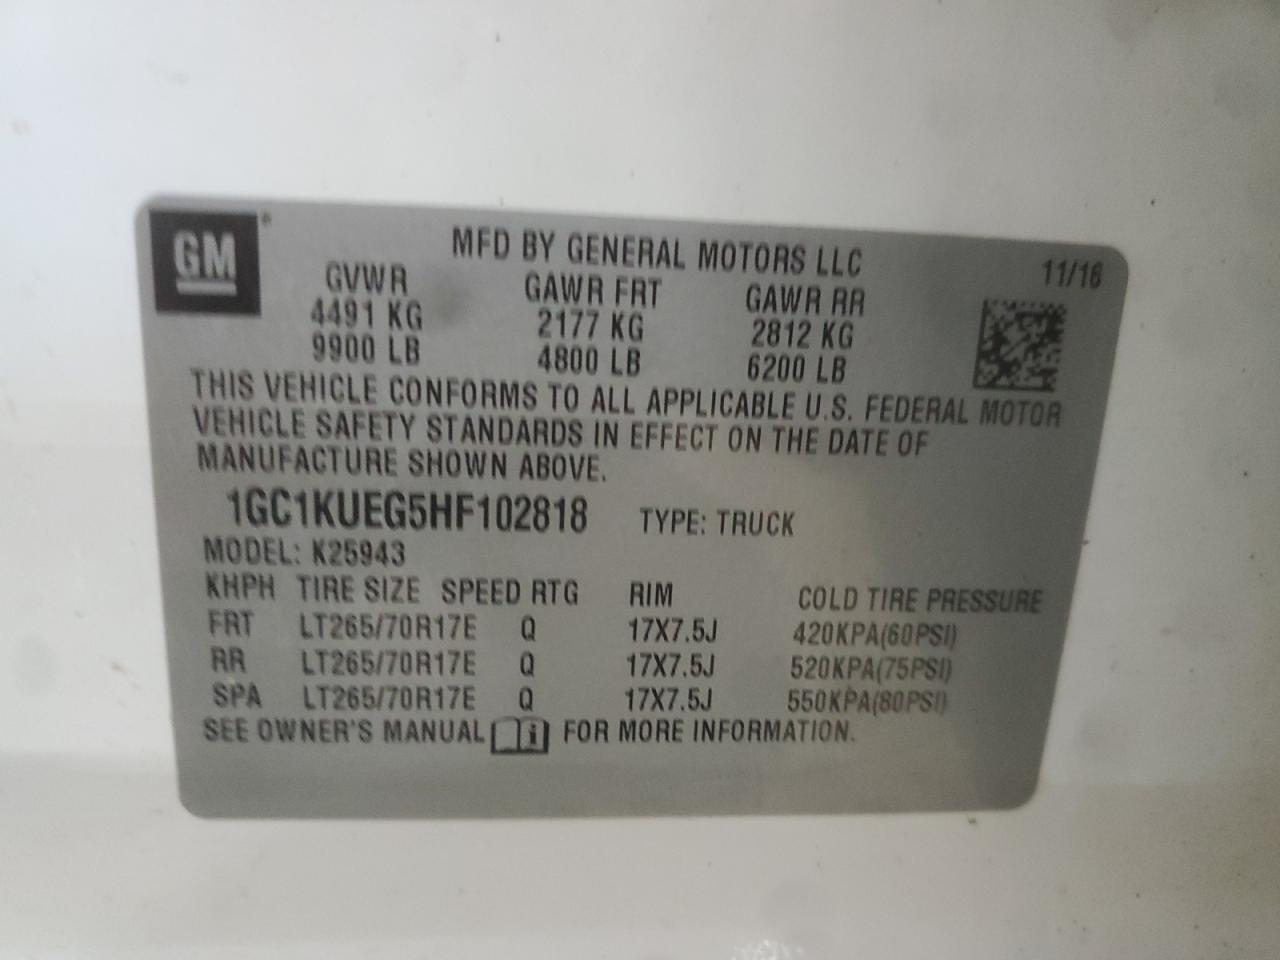 GM
MFD BY GENERAL MOTORS LLC
11/16
GVWR GAWR FRT GAWR RR
4491 KG 2177 KG 2812 KG
9900 LB 4800 LB 6200 LB
THIS VEHICLE CONFORMS TO ALL APPLICABLE U.S. FEDERAL MOTOR
VEHICLE SAFETY STANDARDS IN EFFECT ON THE DATE OF
MANUFACTURE SHOWN ABOVE.
1GC1KUEG5HF102818 TYPE: TRUCK
MODEL: K25943
KHPH TIRE SIZE SPEED RTG RIM COLD TIRE PRESSURE
FRT LT265/70R17E Q 17X7.5J 420KPA(60PSI)
RR LT265/70R17E Q 17X7.5J 520KPA(75PSI)
SPA LT265/70R17E Q 17X7.5J 550KPA(80PSI)
SEE OWNER'S MANUAL FOR MORE INFORMATION.